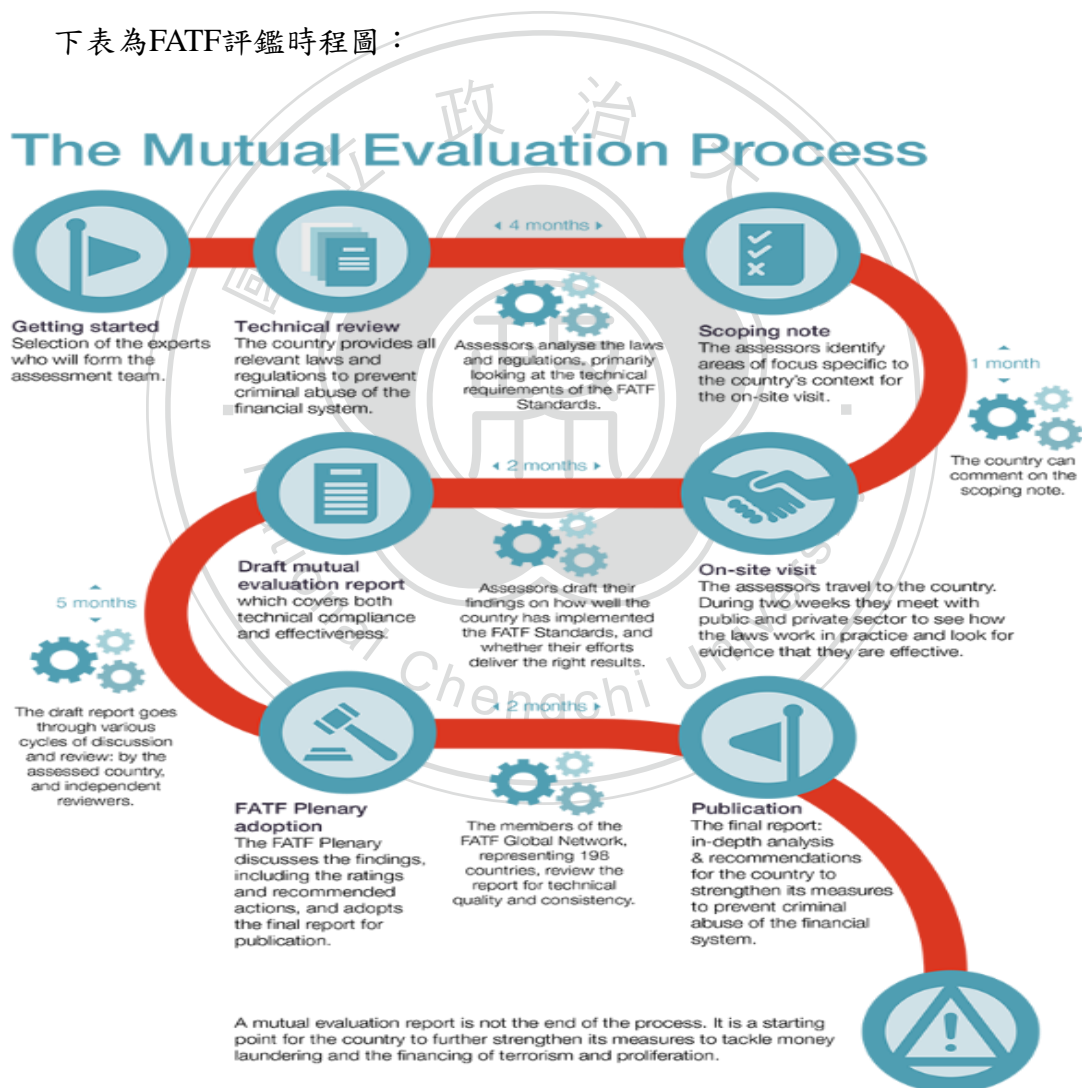 下表為FATF評鑑時程圖：
The Mutual Evaluation Process
Getting started
Selection of the experts
who will form the
assessment team.
Technical review
The country provides all
relevant laws and
regulations to prevent
criminal abuse of the
financial system.
◂ 4 months ▸
Assessors analyse the laws
and regulations, primarily
looking at the technical
requirements of the FATF
Standards.
Scoping note
The assessors identify
areas of focus specific to
the country's context for
the on-site visit.
1 month
The country can
comment on the
scoping note.
On-site visit
The assessors travel to the country.
During two weeks they meet with
public and private sector to see how
the laws work in practice and look for
evidence that they are effective.
◂ 2 months ▸
Assessors draft their
findings on how well the
country has implemented
the FATF Standards, and
whether their efforts
deliver the right results.
Draft mutual
evaluation report
which covers both
technical compliance
and effectiveness.
5 months
The draft report goes
through various
cycles of discussion
and review: by the
assessed country,
and independent
reviewers.
FATF Plenary
adoption
The FATF Plenary
discusses the findings,
including the ratings
and recommended
actions, and adopts
the final report for
publication.
◂ 2 months ▸
The members of the
FATF Global Network,
representing 198
countries, review the
report for technical
quality and consistency.
Publication
The final report:
in-depth analysis
& recommendations
for the country to
strengthen its measures
to prevent criminal
abuse of the financial
system.
A mutual evaluation report is not the end of the process. It is a starting
point for the country to further strengthen its measures to tackle money
laundering and the financing of terrorism and proliferation.
立政治大
Chengchi